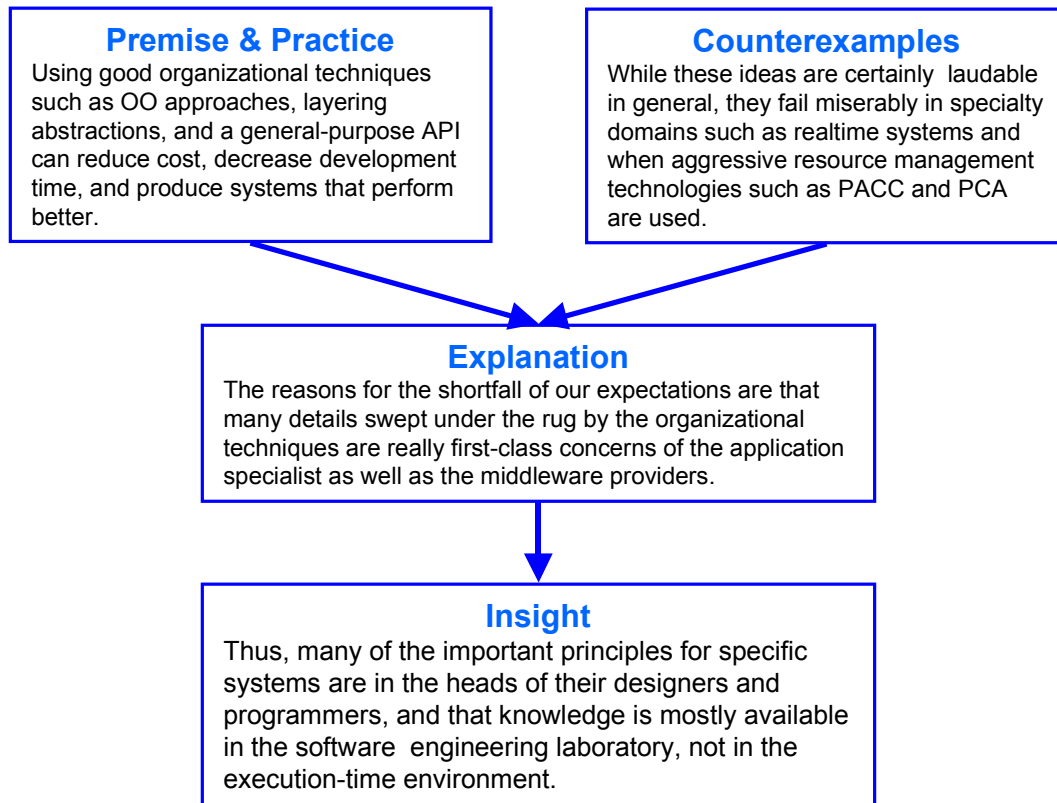 Premise & Practice
Using good organizational techniques
such as OO approaches, layering
abstractions, and a general-purpose API
can reduce cost, decrease development
time, and produce systems that perform
better.
Counterexamples
While these ideas are certainly  laudable
in general, they fail miserably in specialty
domains such as realtime systems and
when aggressive resource management
technologies such as PACC and PCA
are used.
Explanation
The reasons for the shortfall of our expectations are that
many details swept under the rug by the organizational
techniques are really first-class concerns of the application
specialist as well as the middleware providers.
Insight
Thus, many of the important principles for specific
systems are in the heads of their designers and
programmers, and that knowledge is mostly available
in the software  engineering laboratory, not in the
execution-time environment.